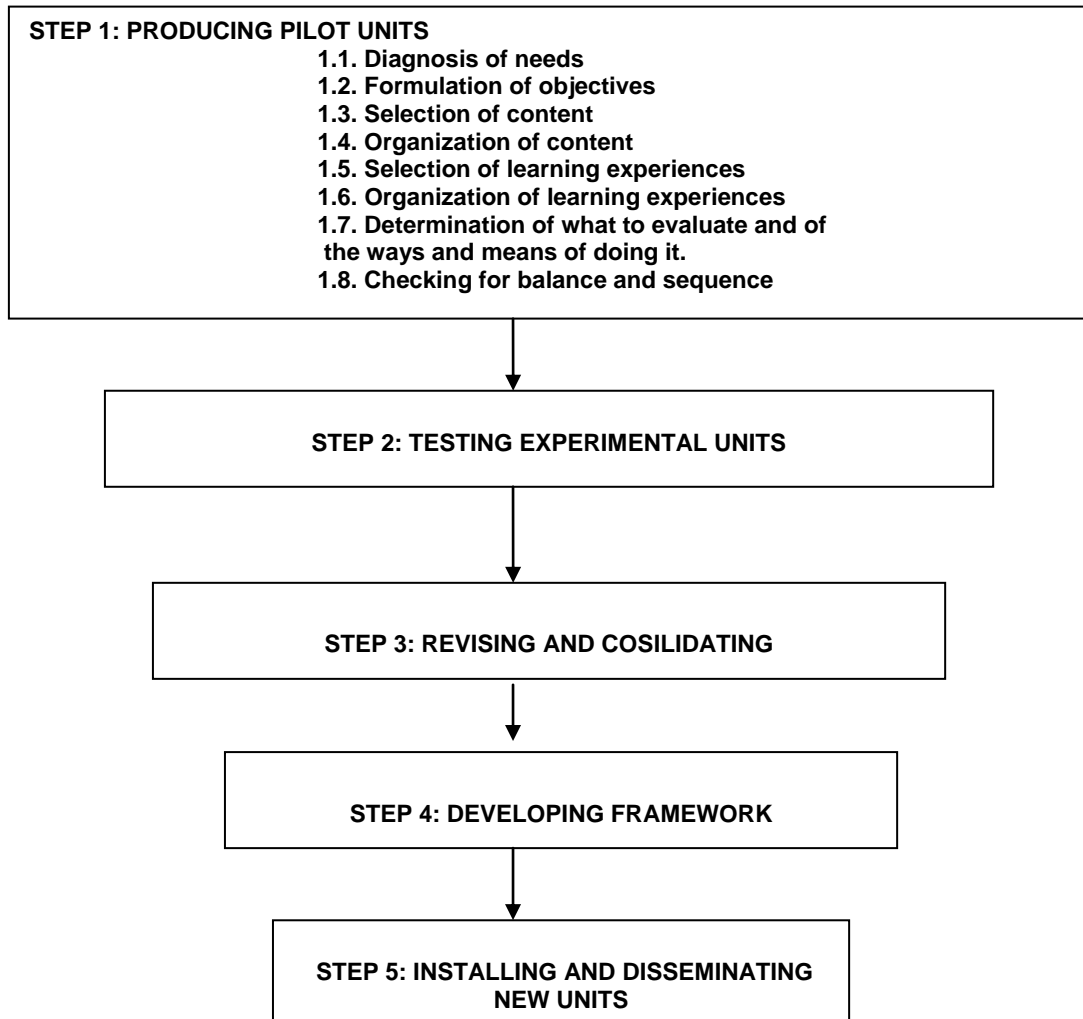 STEP 1: PRODUCING PILOT UNITS
1.1. Diagnosis of needs
1.2. Formulation of objectives
1.3. Selection of content
1.4. Organization of content
1.5. Selection of learning experiences
1.6. Organization of learning experiences
1.7. Determination of what to evaluate and of
the ways and means of doing it.
1.8. Checking for balance and sequence
STEP 2: TESTING EXPERIMENTAL UNITS
STEP 3: REVISING AND COSILIDATING
STEP 4: DEVELOPING FRAMEWORK
STEP 5: INSTALLING AND DISSEMINATING
NEW UNITS